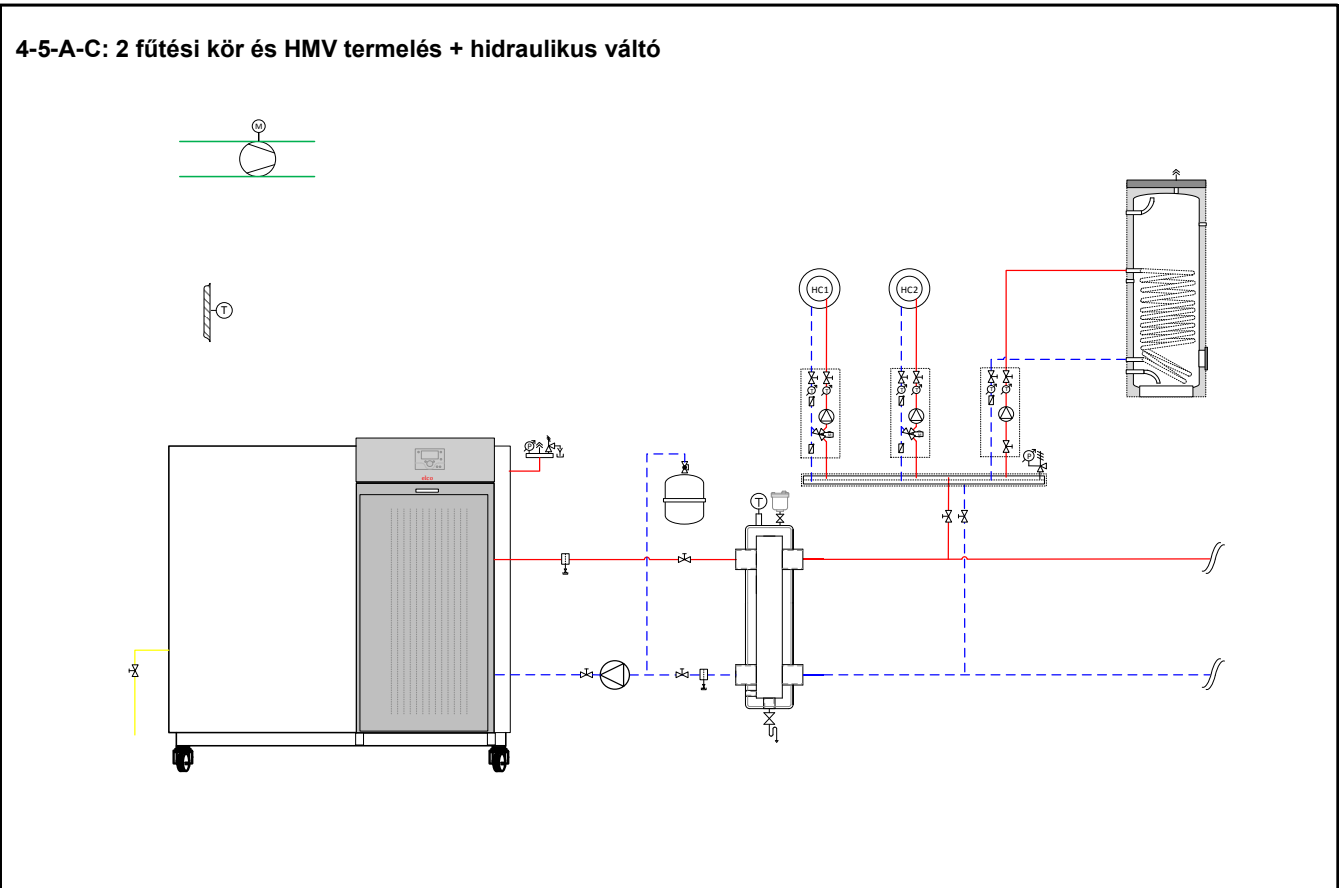 4-5-A-C: 2 fűtési kör és HMV termelés + hidraulikus váltó
M
T
HC1
HC2
P
P
T
elco